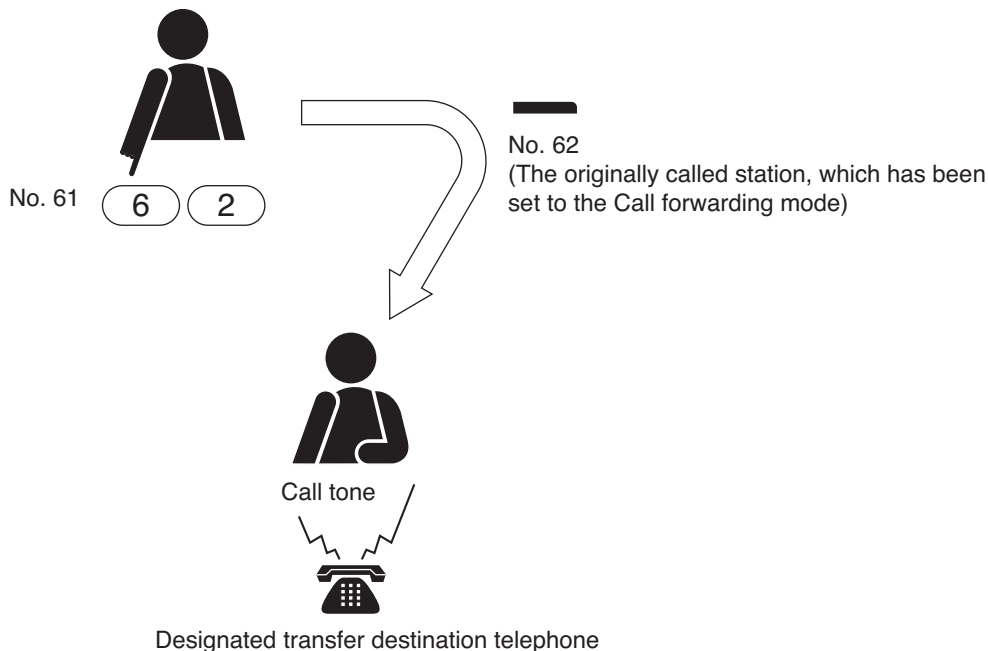 No. 62
(The originally called station, which has been
set to the Call forwarding mode)
No. 61 6 2
Call tone
Designated transfer destination telephone